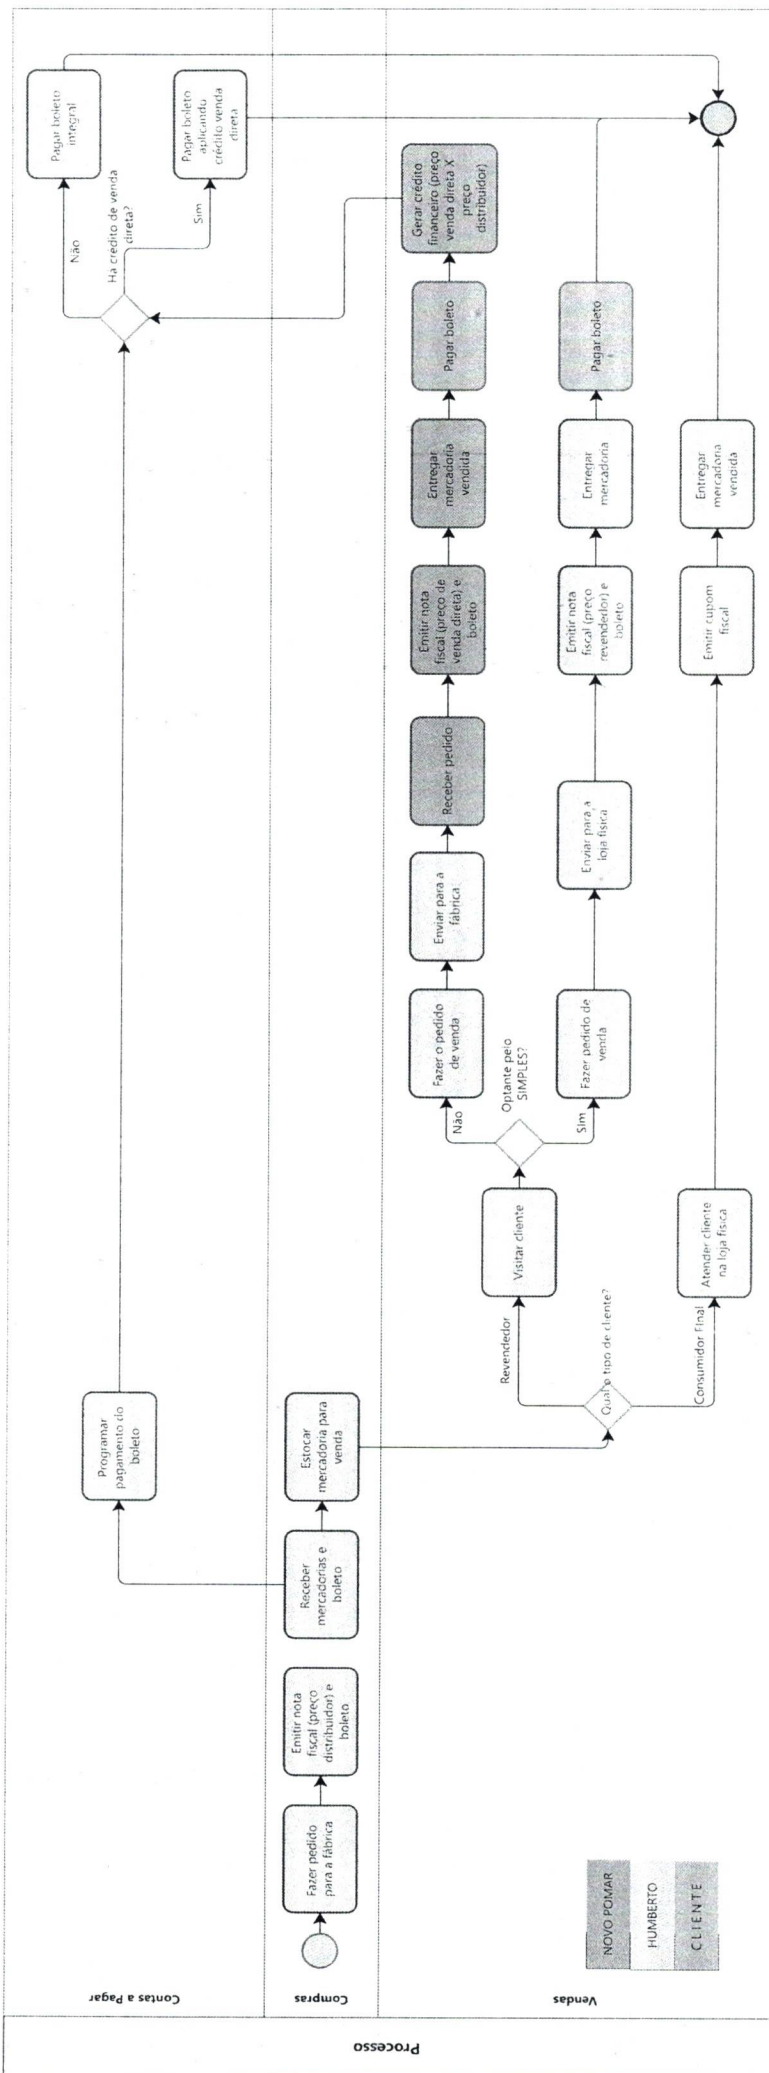 Processo
Contas a Pagar
Programar
pagamento do
boleto
Há crédito de venda
direta?
Não
Pagar boleto
integral
Sim
Pagar boleto
aplicando
crédito venda
direta
Compras
Fazer pedido
para a fábrica
Emitir nota
fiscal (preço
distribuidor) e
boleto
Receber
mercadorias e
boleto
Estocar
mercadoria para
venda
Vendas
Qual o tipo de cliente?
Revendedor
Visitar cliente
Optante pelo
SIMPLES?
Não
Fazer o pedido
de venda
Enviar para a
fábrica
Receber pedido
Emitir nota
fiscal (preço de
venda direta) e
boleto
Entregar
mercadoria
vendida
Pagar boleto
Gerar crédito
financeiro (preço
venda direta X
preço
distribuidor)
Sim
Fazer pedido de
venda
Enviar para a
loja física
Emitir nota
fiscal (preço
revendedor) e
boleto
Entregar
mercadoria
Pagar boleto
Consumidor Final
Atender cliente
na loja física
Emitir cupom
fiscal
Entregar
mercadoria
vendida
NOVO POMAR
HUMBERTO
CLIENTE